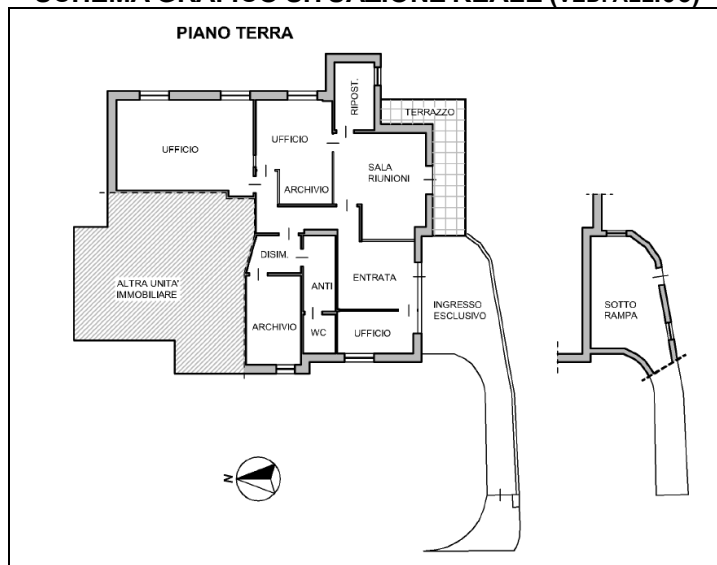 SCHEMA GRAFICO SITUAZIONE REALE (VEDI ALL.
PIANO TERRA
RIPOST.
TERRAZZO
UFFICIO
UFFICIO
SALA
RIUNIONI
ARCHIVIO
DISIM.
ANTI
ENTRATA
ALTRA UNITA'
IMMOBILIARE
INGRESSO
ESCLUSIVO
SOTTO
RAMPA
ARCHIVIO
WC
UFFICIO
N